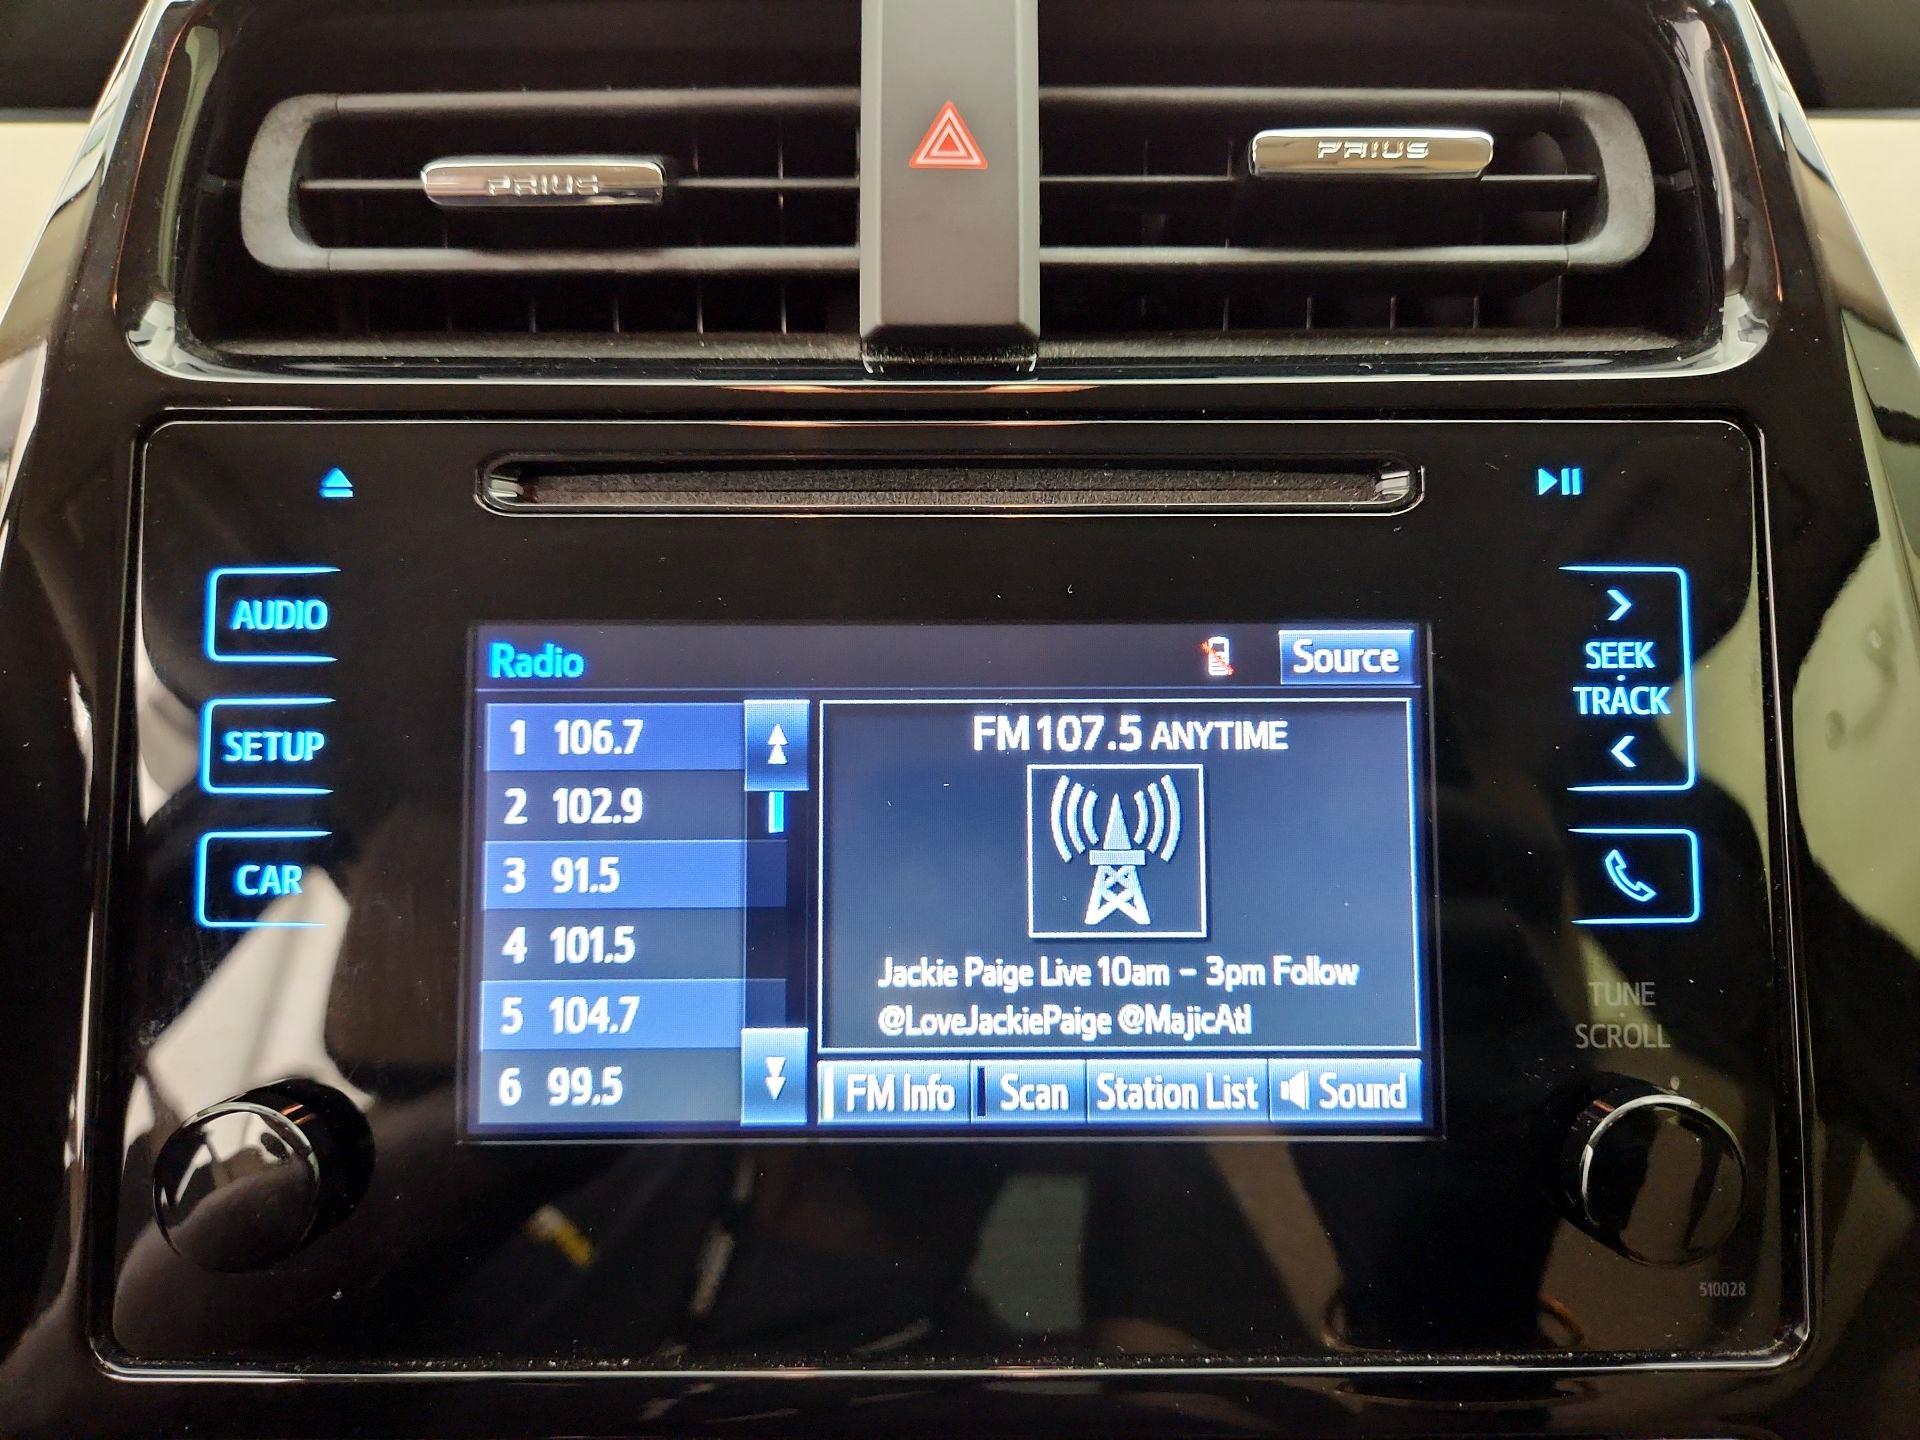 PRIUS
PRIUS
AUDIO
SETUP
CAR
Radio
Source
1 106.7
2 102.9
3 91.5
4 101.5
5 104.7
6 99.5
FM 107.5 ANYTIME
Jackie Paige Live 10am - 3pm Follow
@LoveJackiePaige @MajicAtl
FM Info
Scan
Station List
Sound
SEEK
TRACK
TUNE
SCROLL
510028